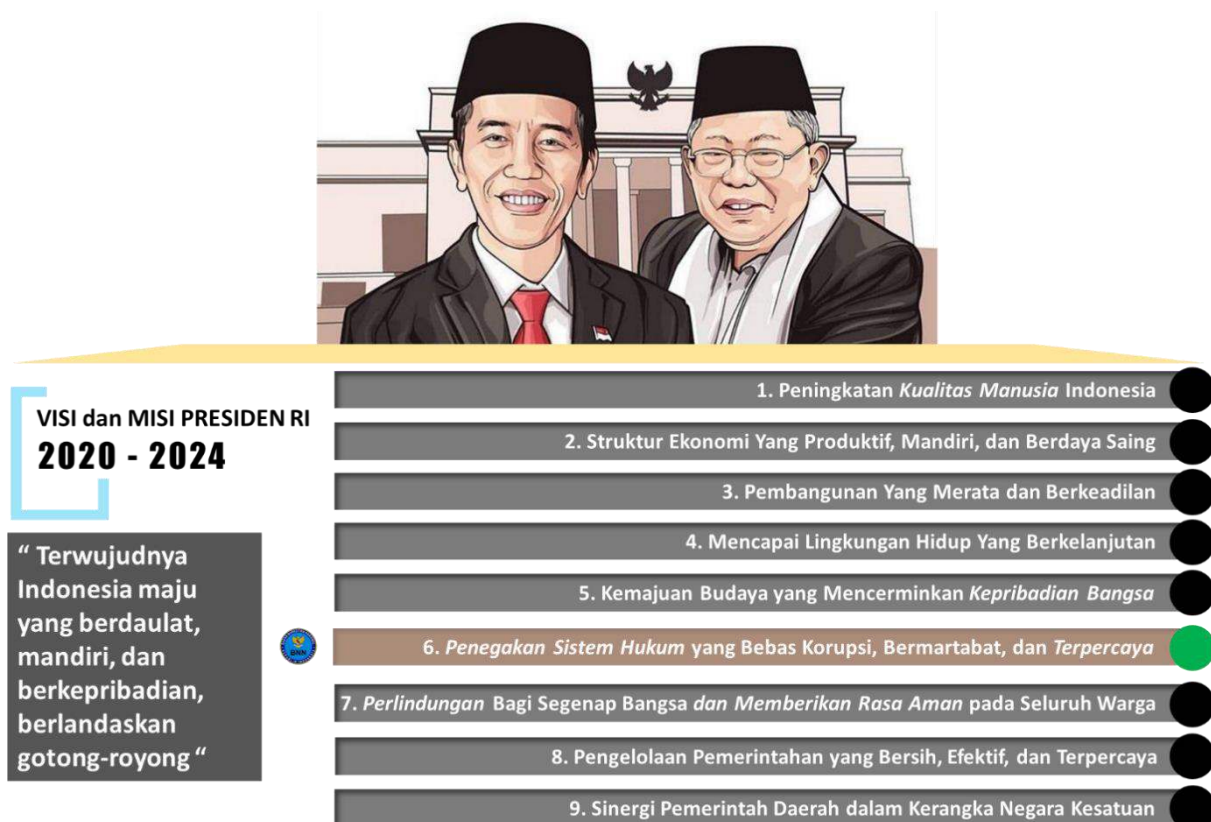 VISI dan MISI PRESIDEN RI
2020 - 2024
“ Terwujudnya
Indonesia maju
yang berdaulat,
mandiri, dan
berkepribadian,
berlandaskan
gotong-royong “
1. Peningkatan Kualitas Manusia Indonesia
2. Struktur Ekonomi Yang Produktif, Mandiri, dan Berdaya Saing
3. Pembangunan Yang Merata dan Berkeadilan
4. Mencapai Lingkungan Hidup Yang Berkelanjutan
5. Kemajuan Budaya yang Mencerminkan Kepribadian Bangsa
BNN
6. Penegakan Sistem Hukum yang Bebas Korupsi, Bermartabat, dan Terpercaya
7. Perlindungan Bagi Segenap Bangsa dan Memberikan Rasa Aman pada Seluruh Warga
8. Pengelolaan Pemerintahan yang Bersih, Efektif, dan Terpercaya
9. Sinergi Pemerintah Daerah dalam Kerangka Negara Kesatuan